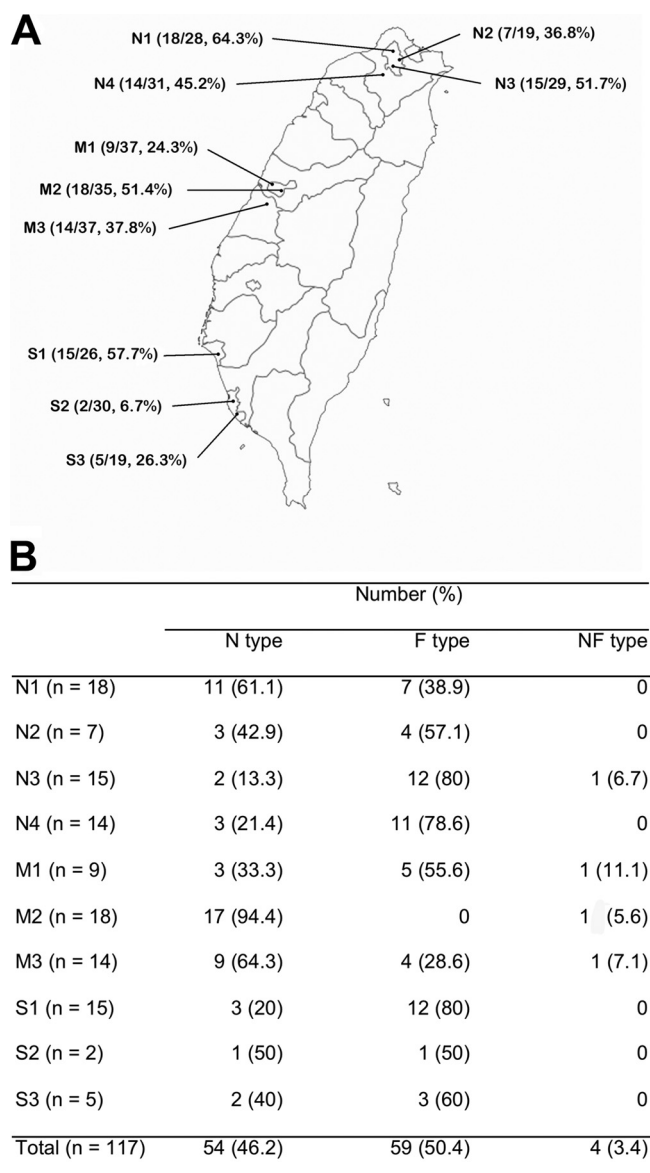 A
N1 (18/28, 64.3%)
N2 (7/19, 36.8%)
N4 (14/31, 45.2%)
N3 (15/29, 51.7%)
M1 (9/37, 24.3%)
M2 (18/35, 51.4%)
M3 (14/37, 37.8%)
S1 (15/26, 57.7%)
S2 (2/30, 6.7%)
S3 (5/19, 26.3%)
B
Number (%)
N type F type NF type
N1 (n = 18) 11 (61.1) 7 (38.9) 0
N2 (n = 7) 3 (42.9) 4 (57.1) 0
N3 (n = 15) 2 (13.3) 12 (80) 1 (6.7)
N4 (n = 14) 3 (21.4) 11 (78.6) 0
M1 (n = 9) 3 (33.3) 5 (55.6) 1 (11.1)
M2 (n = 18) 17 (94.4) 0 1 (5.6)
M3 (n = 14) 9 (64.3) 4 (28.6) 1 (7.1)
S1 (n = 15) 3 (20) 12 (80) 0
S2 (n = 2) 1 (50) 1 (50) 0
S3 (n = 5) 2 (40) 3 (60) 0
Total (n = 117) 54 (46.2) 59 (50.4) 4 (3.4)